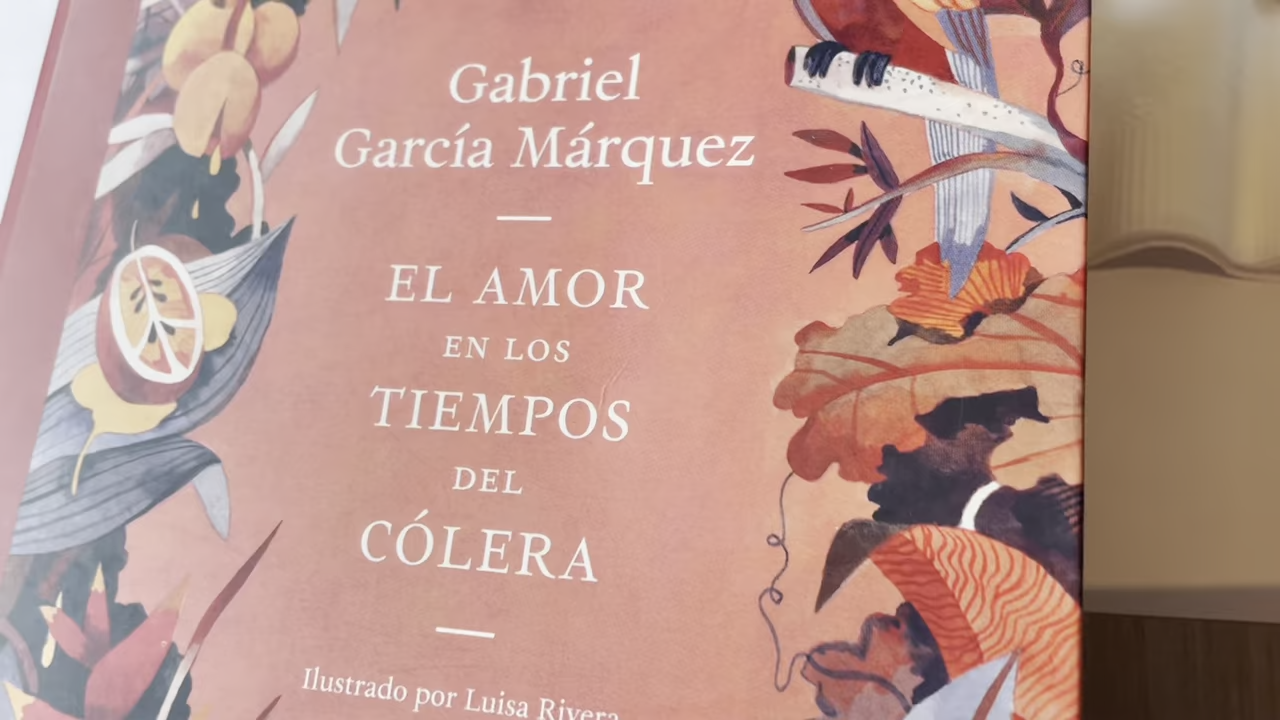 Gabriel
García Márquez
EL AMOR
EN LOS
TIEMPOS
DEL
CÓLERA
Ilustrado por Luisa Rivera